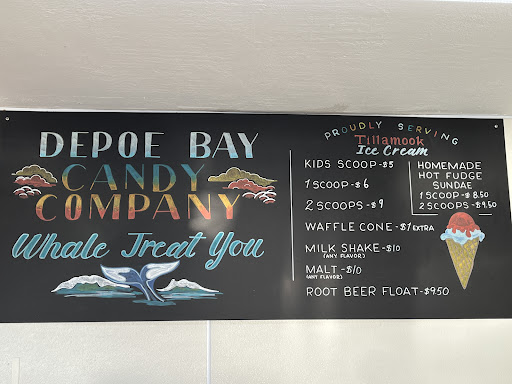 DEPOE BAY
CANDY
COMPANY
Whale Treat You
PROUDLY SERVING
Tillamook
Ice Cream
KIDS SCOOP-$5
1 SCOOP-$6
2 SCOOPS-$9
WAFFLE CONE-$1 EXTRA
MILK SHAKE-$10
(ANY FLAVOR)
MALT-$10
(ANY FLAVOR)
ROOT BEER FLOAT-$950
HOMEMADE
HOT FUDGE
SUNDAE
1 SCOOP-$8.50
2 SCOOPS-$9.50